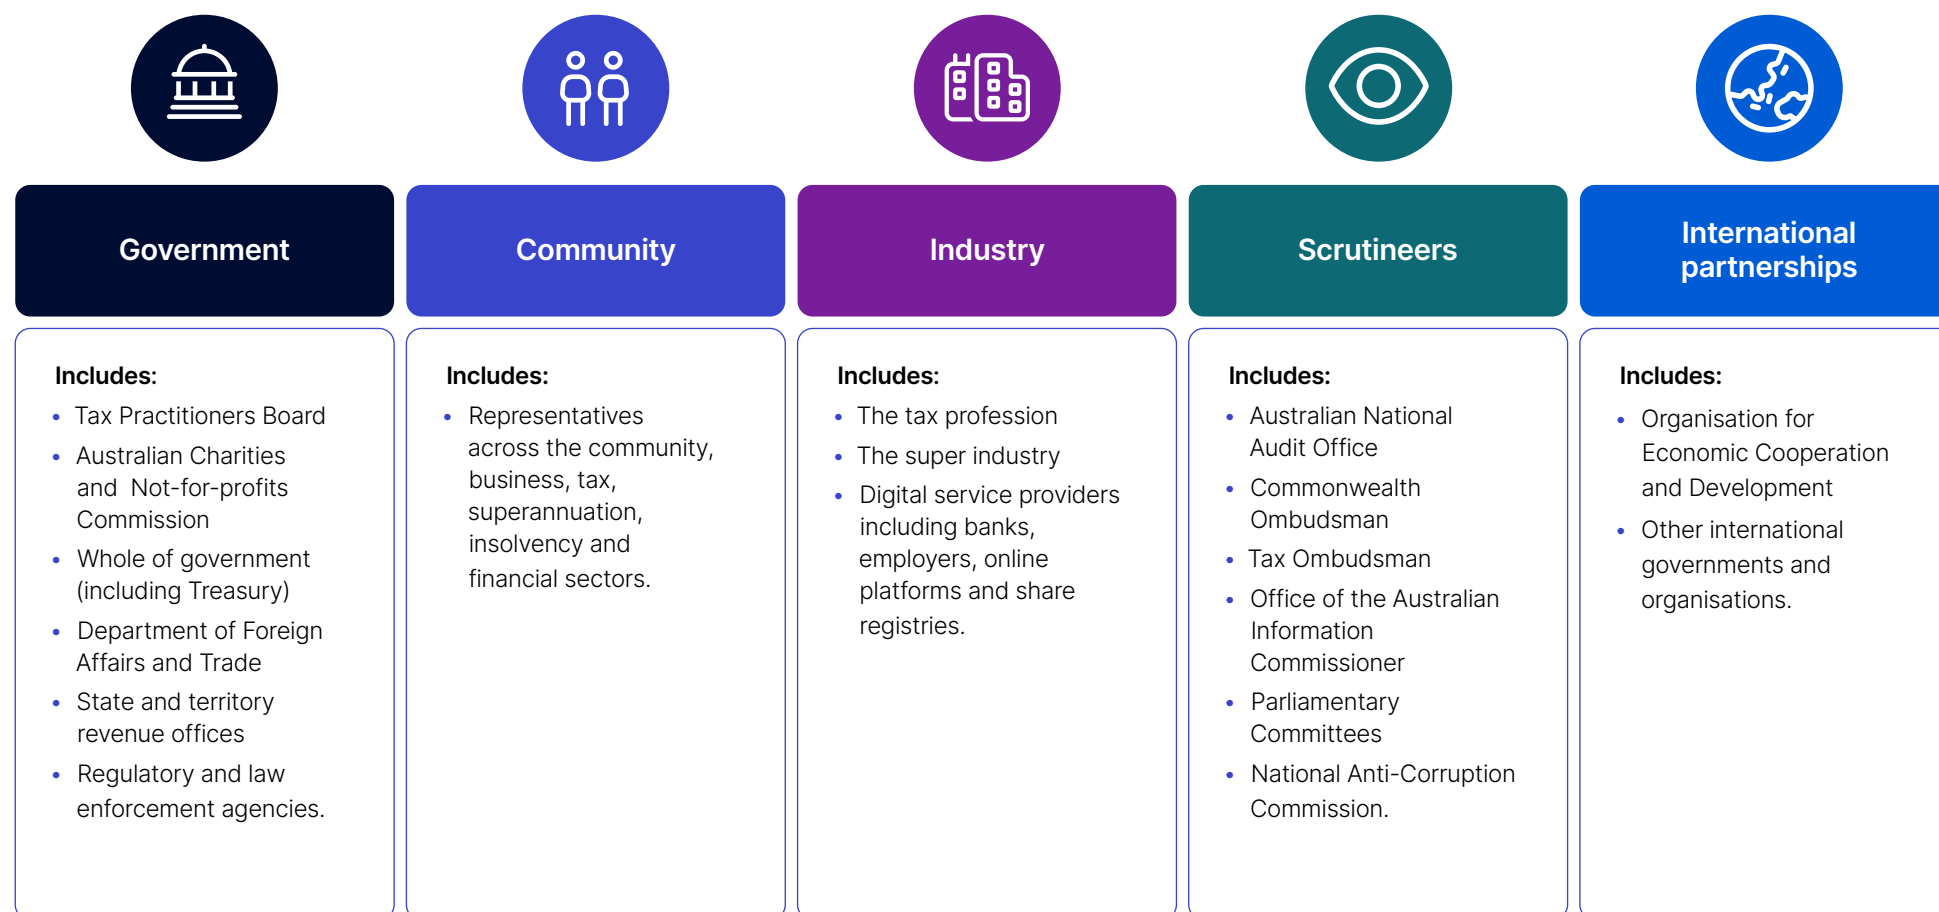 Government
Includes:
• Tax Practitioners Board
• Australian Charities
and Not-for-profits
Commission
• Whole of government
(including Treasury)
• Department of Foreign
Affairs and Trade
• State and territory
revenue offices
• Regulatory and law
enforcement agencies.
Community
Includes:
• Representatives
across the community,
business, tax,
superannuation,
insolvency and
financial sectors.
Industry
Includes:
• The tax profession
• The super industry
• Digital service providers
including banks,
employers, online
platforms and share
registries.
Scrutineers
Includes:
• Australian National
Audit Office
• Commonwealth
Ombudsman
• Tax Ombudsman
• Office of the Australian
Information
Commissioner
• Parliamentary
Committees
• National Anti-Corruption
Commission.
International
partnerships
Includes:
• Organisation for
Economic Cooperation
and Development
• Other international
governments and
organisations.